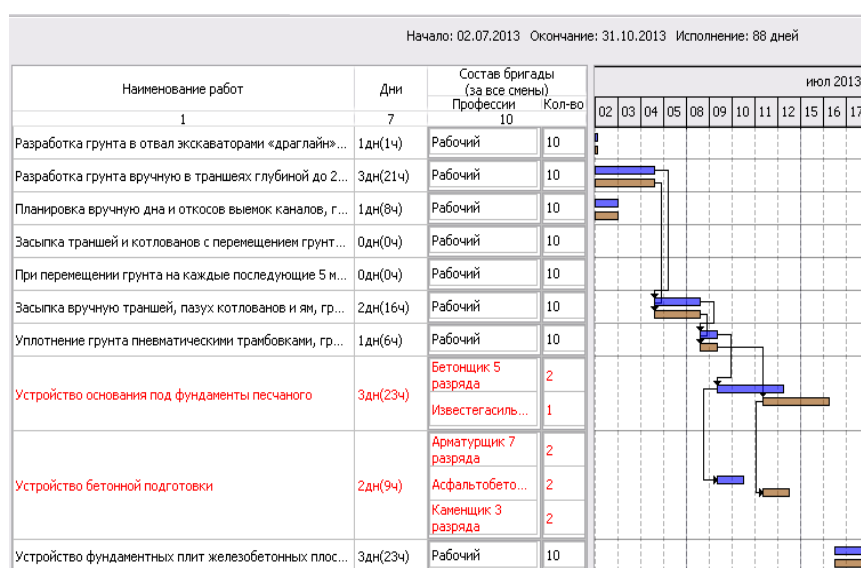 Начало: 02.07.2013 Окончание: 31.10.2013 Исполнение: 88 дней
Наименование работ Дни Состав бригады (за все смены) июл 2013
Профессии Кол-во 02 03 04 05 08 09 10 11 12 15 16 17
1 7 10
Разработка грунта в отвал экскаваторами «драглайн»... 1дн(1ч) Рабочий 10
Разработка грунта вручную в траншеях глубиной до 2... 3дн(21ч) Рабочий 10
Планировка вручную дна и откосов выемок каналов, г... 1дн(8ч) Рабочий 10
Засыпка траншей и котлованов с перемещением грунт... 0дн(0ч) Рабочий 10
При перемещении грунта на каждые последующие 5 м... 0дн(0ч) Рабочий 10
Засыпка вручную траншей, пазух котлованов и ям, гр... 2дн(16ч) Рабочий 10
Уплотнение грунта пневматическими трамбовками, гр... 1дн(6ч) Рабочий 10
Устройство основания под фундаменты песчаного 3дн(23ч) Бетонщик 5 разряда 2
Известегасиль... 1
Устройство бетонной подготовки 2дн(9ч) Арматурщик 7 разряда 2
Асфальтобето... 2
Каменщик 3 разряда 2
Устройство фундаментных плит железобетонных плос... 3дн(23ч) Рабочий 10